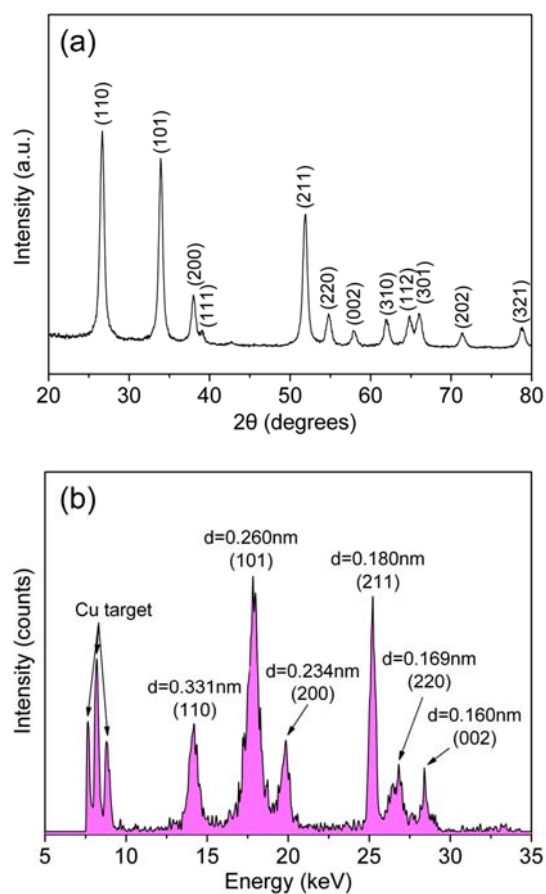 (a)
(110)
(101)
(200)
(111)
(211)
(220)
(002)
(310)
(112)
(301)
(202)
(321)
Intensity (a.u.)
20 30 40 50 60 70 80
2θ (degrees)
(b)
Cu target
d=0.331nm
(110)
d=0.260nm
(101)
d=0.234nm
(200)
d=0.180nm
(211)
d=0.169nm
(220)
d=0.160nm
(002)
Intensity (counts)
5 10 15 20 25 30 35
Energy (keV)